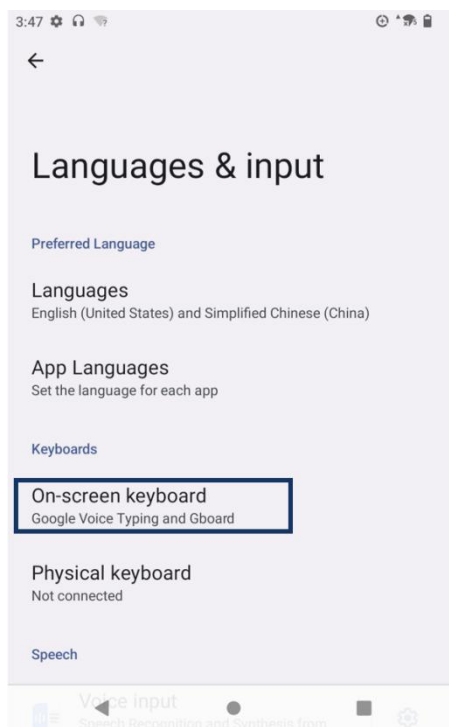 3:47
Languages & input
Preferred Language
Languages
English (United States) and Simplified Chinese (China)
App Languages
Set the language for each app
Keyboards
On-screen keyboard
Google Voice Typing and Gboard
Physical keyboard
Not connected
Speech
Voice input
Speech Recognition and Synthesis from